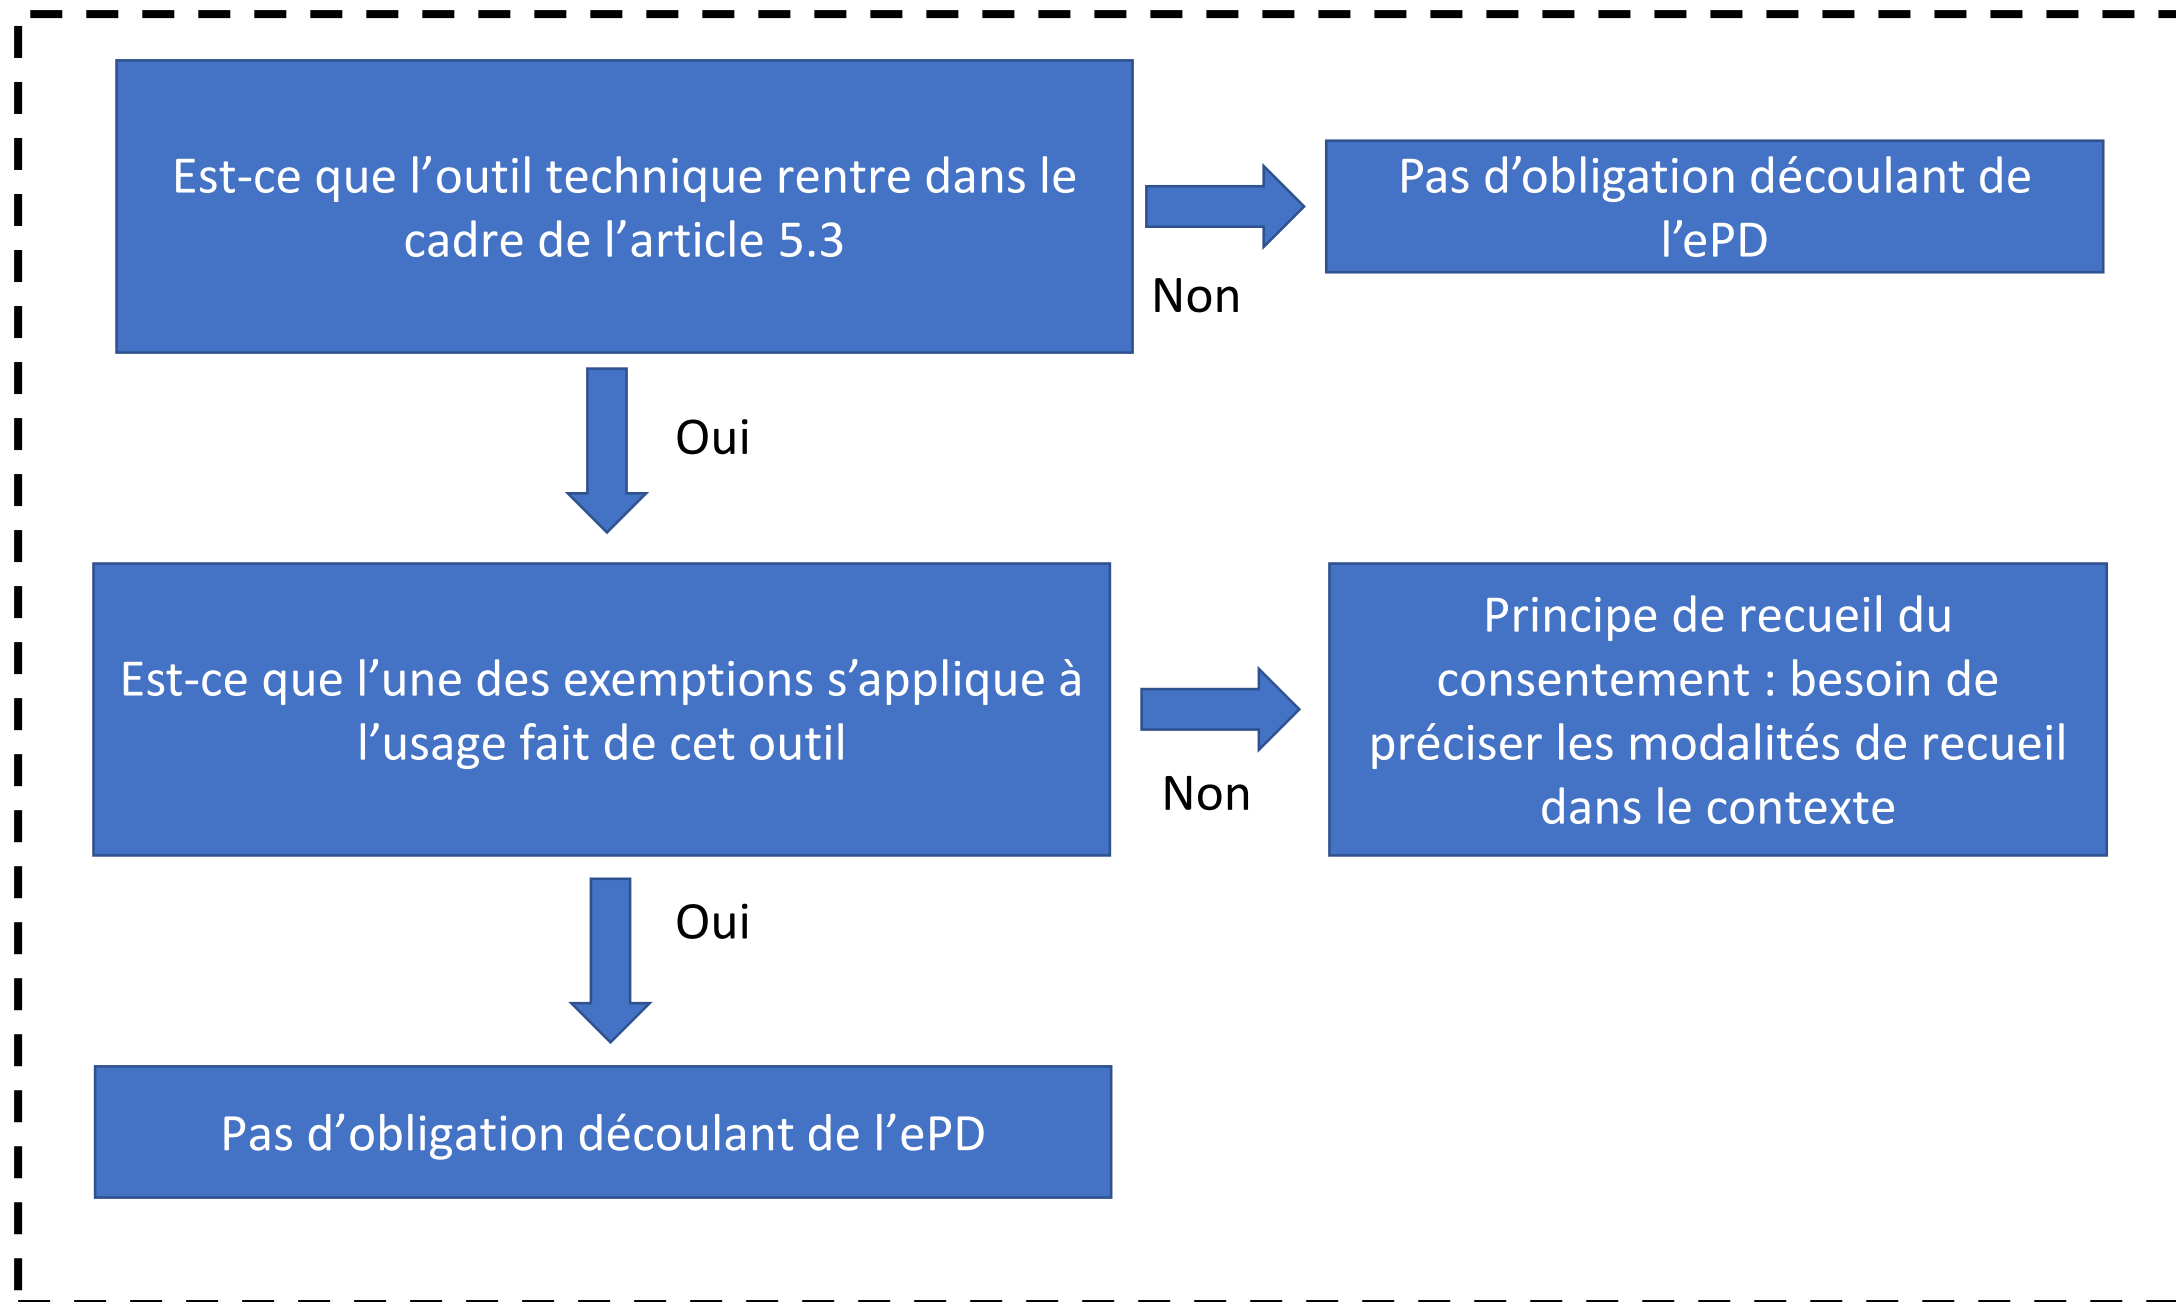 Est-ce que l’outil technique rentre dans le
cadre de l’article 5.3
Pas d’obligation découlant de
l’ePD
Non
Oui
Est-ce que l’une des exemptions s’applique à
l’usage fait de cet outil
Principe de recueil du
consentement : besoin de
préciser les modalités de recueil
dans le contexte
Non
Oui
Pas d’obligation découlant de l’ePD